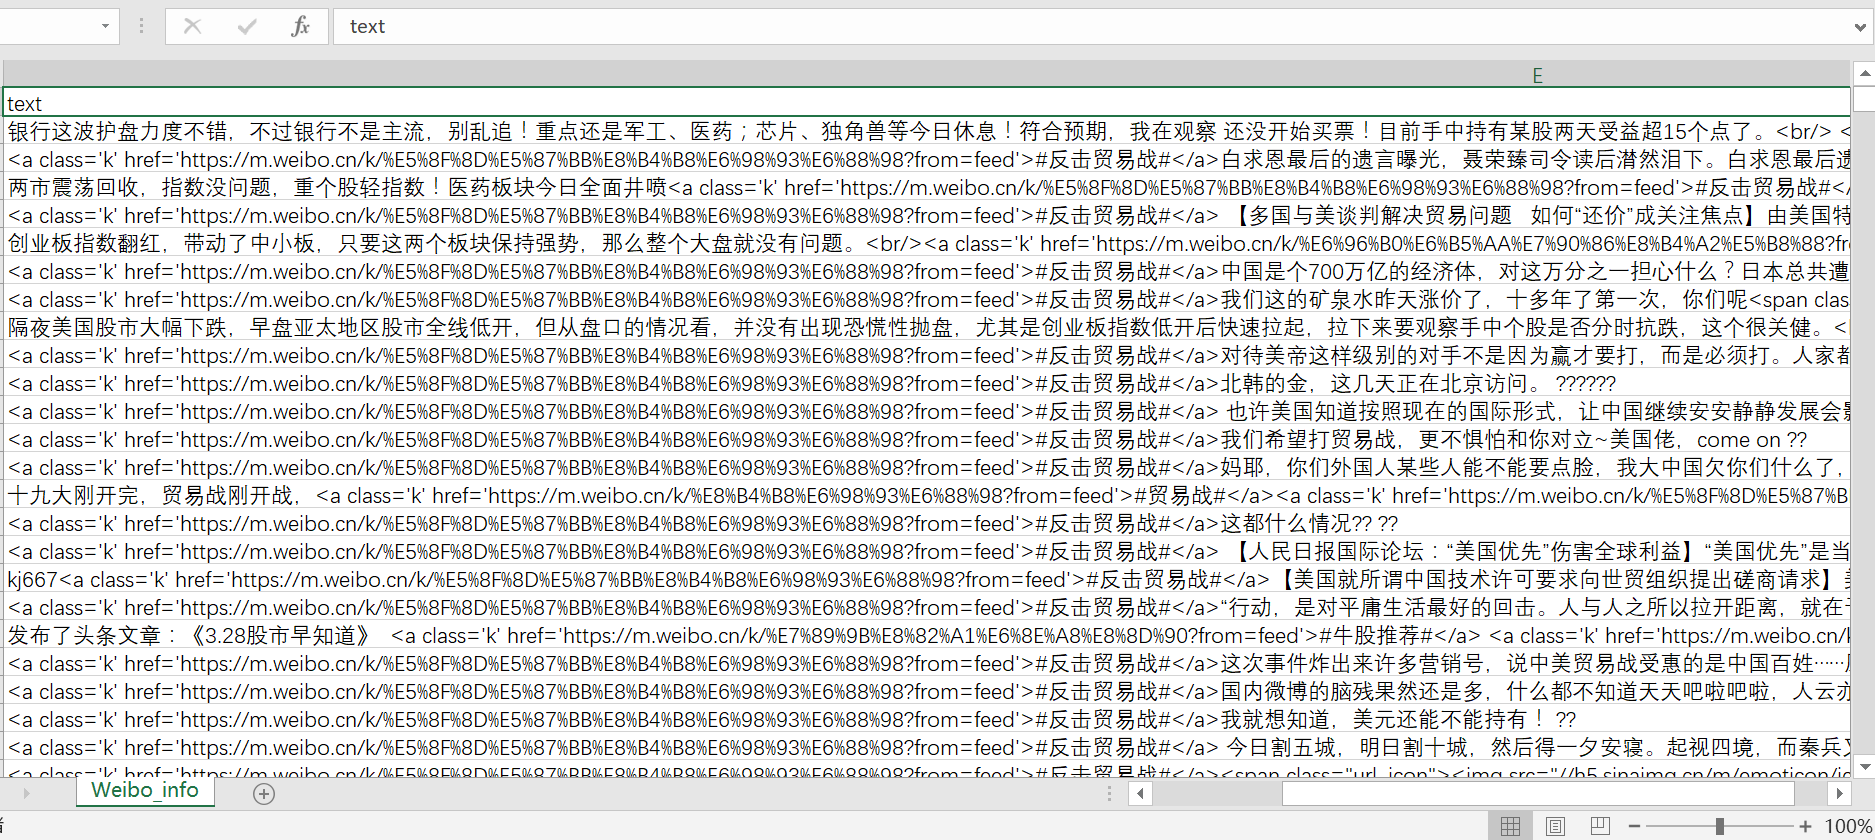 fx text
E
text
银行这波护盘力度不错，不过银行不是主流，别乱追！重点还是军工、医药；芯片、独角兽等今日休息！符合预期，我在观察 还没开始买票！目前手中持有某股两天受益超15个点了。<br/> <
<a class='k' href='https://m.weibo.cn/k/%E5%8F%8D%E5%87%BB%E8%B4%B8%E6%98%93%E6%88%98?from=feed'>#反击贸易战#</a>白求恩最后的遗言曝光，聂荣臻司令读后潸然泪下。白求恩最后遗
两市震荡回收，指数没问题，重个股轻指数！医药板块今日全面井喷<a class='k' href='https://m.weibo.cn/k/%E5%8F%8D%E5%87%BB%E8%B4%B8%E6%98%93%E6%88%98?from=feed'>#反击贸易战#</
<a class='k' href='https://m.weibo.cn/k/%E5%8F%8D%E5%87%BB%E8%B4%B8%E6%98%93%E6%88%98?from=feed'>#反击贸易战#</a> 【多国与美谈判解决贸易问题　如何“还价”成关注焦点】由美国特
创业板指数翻红，带动了中小板，只要这两个板块保持强势，那么整个大盘就没有问题。<br/><a class='k' href='https://m.weibo.cn/k/%E6%96%B0%E6%B5%AA%E7%90%86%E8%B4%A2%E5%B8%88?fr
<a class='k' href='https://m.weibo.cn/k/%E5%8F%8D%E5%87%BB%E8%B4%B8%E6%98%93%E6%88%98?from=feed'>#反击贸易战#</a>中国是个700万亿的经济体，对这万分之一担心什么？日本总共遭
<a class='k' href='https://m.weibo.cn/k/%E5%8F%8D%E5%87%BB%E8%B4%B8%E6%98%93%E6%88%98?from=feed'>#反击贸易战#</a>我们这的矿泉水昨天涨价了，十多年了第一次，你们呢<span clas
隔夜美国股市大幅下跌，早盘亚太地区股市全线低开，但从盘口的情况看，并没有出现恐慌性抛盘，尤其是创业板指数低开后快速拉起，拉下来要观察手中个股是否分时抗跌，这个很关健。<
<a class='k' href='https://m.weibo.cn/k/%E5%8F%8D%E5%87%BB%E8%B4%B8%E6%98%93%E6%88%98?from=feed'>#反击贸易战#</a>对待美帝这样级别的对手不是因为赢才要打，而是必须打。人家都
<a class='k' href='https://m.weibo.cn/k/%E5%8F%8D%E5%87%BB%E8%B4%B8%E6%98%93%E6%88%98?from=feed'>#反击贸易战#</a>北韩的金，这几天正在北京访问。 ??????
<a class='k' href='https://m.weibo.cn/k/%E5%8F%8D%E5%87%BB%E8%B4%B8%E6%98%93%E6%88%98?from=feed'>#反击贸易战#</a> 也许美国知道按照现在的国际形式，让中国继续安安静静发展会影
<a class='k' href='https://m.weibo.cn/k/%E5%8F%8D%E5%87%BB%E8%B4%B8%E6%98%93%E6%88%98?from=feed'>#反击贸易战#</a>我们希望打贸易战，更不惧怕和你对立~美国佬，come on ??
<a class='k' href='https://m.weibo.cn/k/%E5%8F%8D%E5%87%BB%E8%B4%B8%E6%98%93%E6%88%98?from=feed'>#反击贸易战#</a>妈耶，你们外国人某些人能不能要点脸，我大中国欠你们什么了，
十九大刚开完，贸易战刚开战，<a class='k' href='https://m.weibo.cn/k/%E8%B4%B8%E6%98%93%E6%88%98?from=feed'>#贸易战#</a><a class='k' href='https://m.weibo.cn/k/%E5%8F%8D%E5%87%B
<a class='k' href='https://m.weibo.cn/k/%E5%8F%8D%E5%87%BB%E8%B4%B8%E6%98%93%E6%88%98?from=feed'>#反击贸易战#</a>这都什么情况?? ??
<a class='k' href='https://m.weibo.cn/k/%E5%8F%8D%E5%87%BB%E8%B4%B8%E6%98%93%E6%88%98?from=feed'>#反击贸易战#</a> 【人民日报国际论坛：“美国优先”伤害全球利益】“美国优先”是当
kj667<a class='k' href='https://m.weibo.cn/k/%E5%8F%8D%E5%87%BB%E8%B4%B8%E6%98%93%E6%88%98?from=feed'>#反击贸易战#</a>【美国就所谓中国技术许可要求向世贸组织提出磋商请求】美
<a class='k' href='https://m.weibo.cn/k/%E5%8F%8D%E5%87%BB%E8%B4%B8%E6%98%93%E6%88%98?from=feed'>#反击贸易战#</a>“行动，是对平庸生活最好的回击。人与人之所以拉开距离，就在于
发布了头条文章：《3.28股市早知道》 <a class='k' href='https://m.weibo.cn/k/%E7%89%9B%E8%82%A1%E6%8E%A8%E8%8D%90?from=feed'>#牛股推荐#</a> <a class='k' href='https://m.weibo.cn/k
<a class='k' href='https://m.weibo.cn/k/%E5%8F%8D%E5%87%BB%E8%B4%B8%E6%98%93%E6%88%98?from=feed'>#反击贸易战#</a>这次事件炸出来许多营销号，说中美贸易战受惠的是中国百姓……
<a class='k' href='https://m.weibo.cn/k/%E5%8F%8D%E5%87%BB%E8%B4%B8%E6%98%93%E6%88%98?from=feed'>#反击贸易战#</a>国内微博的脑残果然还是多，什么都不知道天天吧啦吧啦，人云亦
<a class='k' href='https://m.weibo.cn/k/%E5%8F%8D%E5%87%BB%E8%B4%B8%E6%98%93%E6%88%98?from=feed'>#反击贸易战#</a>我就想知道，美元还能不能持有！ ??
<a class='k' href='https://m.weibo.cn/k/%E5%8F%8D%E5%87%BB%E8%B4%B8%E6%98%93%E6%88%98?from=feed'>#反击贸易战#</a> 今日割五城，明日割十城，然后得一夕安寝。起视四境，而秦兵又
<a class='k' href='https://m.weibo.cn/k/%E5%8F%8D%E5%87%BB%E8%B4%B8%E6%98%93%E6%88%98?from=feed'>#反击贸易战#</a><span class="url_icon"><img src="//h5.sinaimg.cn/m/emoticon/ic
Weibo_info
100%